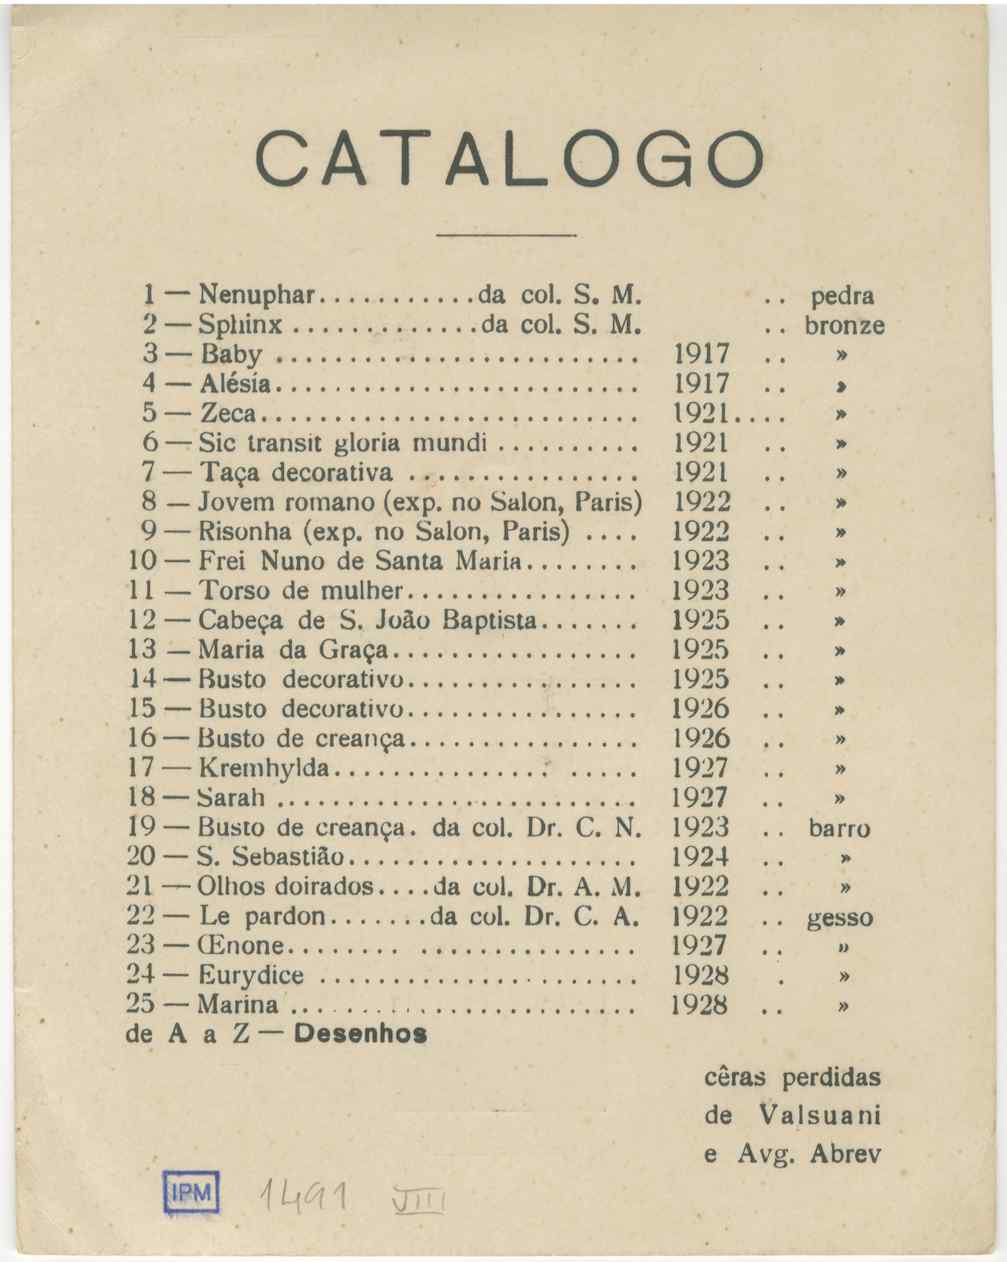 CATALOGO
1 — Nenuphar...........da col. S. M. .. pedra
2 — Sphinx .............da col. S. M. .. bronze
3 — Baby ......................... 1917 .. »
4 — Alésia......................... 1917 .. »
5 — Zeca.......................... 1921.... »
6 — Sic transit gloria mundi .......... 1921 .. »
7 — Taça decorativa ................ 1921 .. »
8 — Jovem romano (exp. no Salon, Paris) 1922 .. »
9 — Risonha (exp. no Salon, Paris) .... 1922 .. »
10 — Frei Nuno de Santa Maria........ 1923 .. »
11 — Torso de mulher................ 1923 .. »
12 — Cabeça de S. João Baptista....... 1925 .. »
13 — Maria da Graça................. 1925 .. »
14 — Busto decorativo................ 1925 .. »
15 — Busto decorativo................ 1926 .. »
16 — Busto de creança................ 1926 .. »
17 — Kremhylda............... ..... 1927 .. »
18 — Sarah ......................... 1927 .. »
19 — Busto de creança. da col. Dr. C. N. 1923 .. barro
20 — S. Sebastião.................... 1924 .. »
21 — Olhos doirados....da col. Dr. A. M. 1922 .. »
22 — Le pardon.......da col. Dr. C. A. 1922 .. gesso
23 — Œnone........ ............... 1927 .. »
24 — Eurydice ...................... 1928 . »
25 — Marina ........................ 1928 .. »
de A a Z — Desenhos
cêras perdidas
de Valsuani
e Avg. Abrev
IPM 1491 VIII